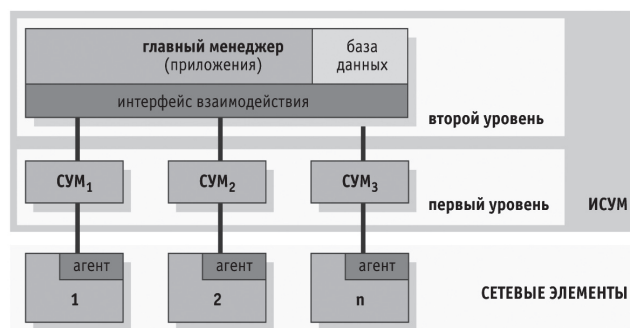 главный менеджер
(приложения)
база
данных
интерфейс взаимодействия
второй уровень
СУМ1
СУМ2
СУМ3
первый уровень
ИСУМ
агент
агент
агент
1
2
n
СЕТЕВЫЕ ЭЛЕМЕНТЫ